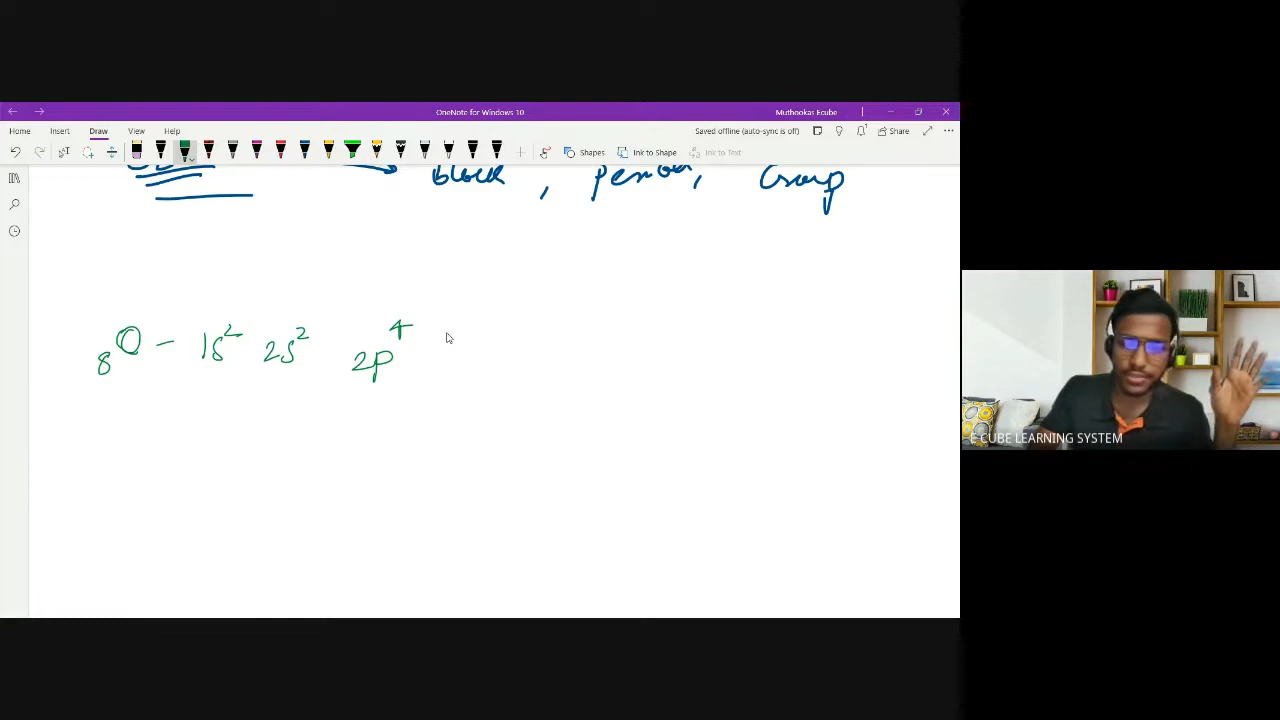 OneNote for Windows 10
Muthookas Ecube
Home Insert Draw View Help
Saved offline (auto-sync is off) Share
Shapes Ink to Shape Ink to Text
block, period, Group
8O – 1s² 2s² 2p⁴
E CUBE LEARNING SYSTEM